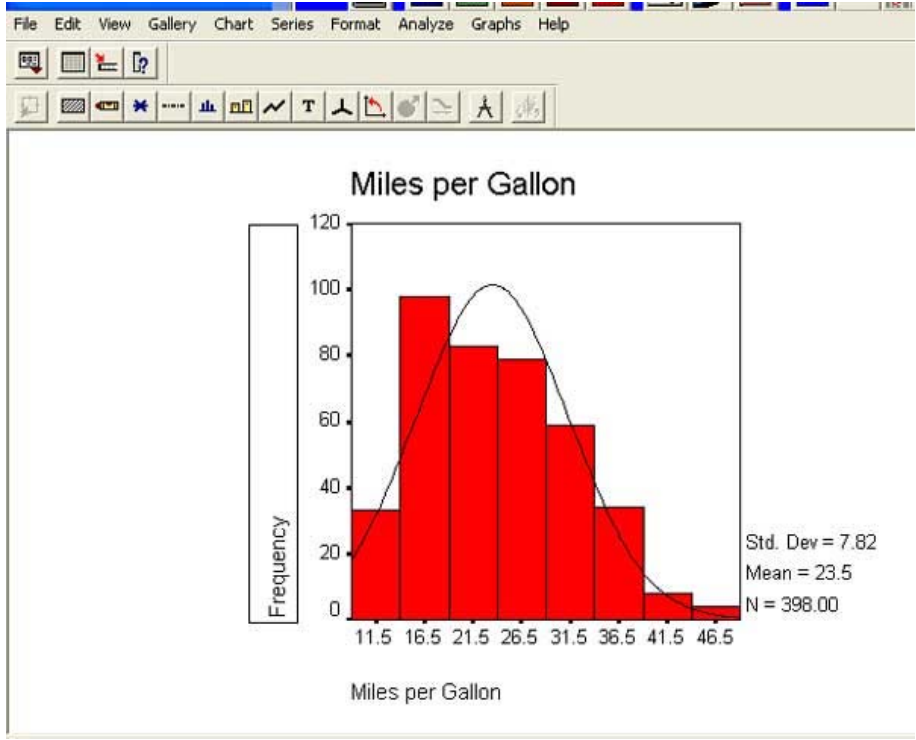 File Edit View Gallery Chart Series Format Analyze Graphs Help
T
Miles per Gallon
120
100
80
60
40
20
0
Frequency
11.5 16.5 21.5 26.5 31.5 36.5 41.5 46.5
Std. Dev = 7.82
Mean = 23.5
N = 398.00
Miles per Gallon